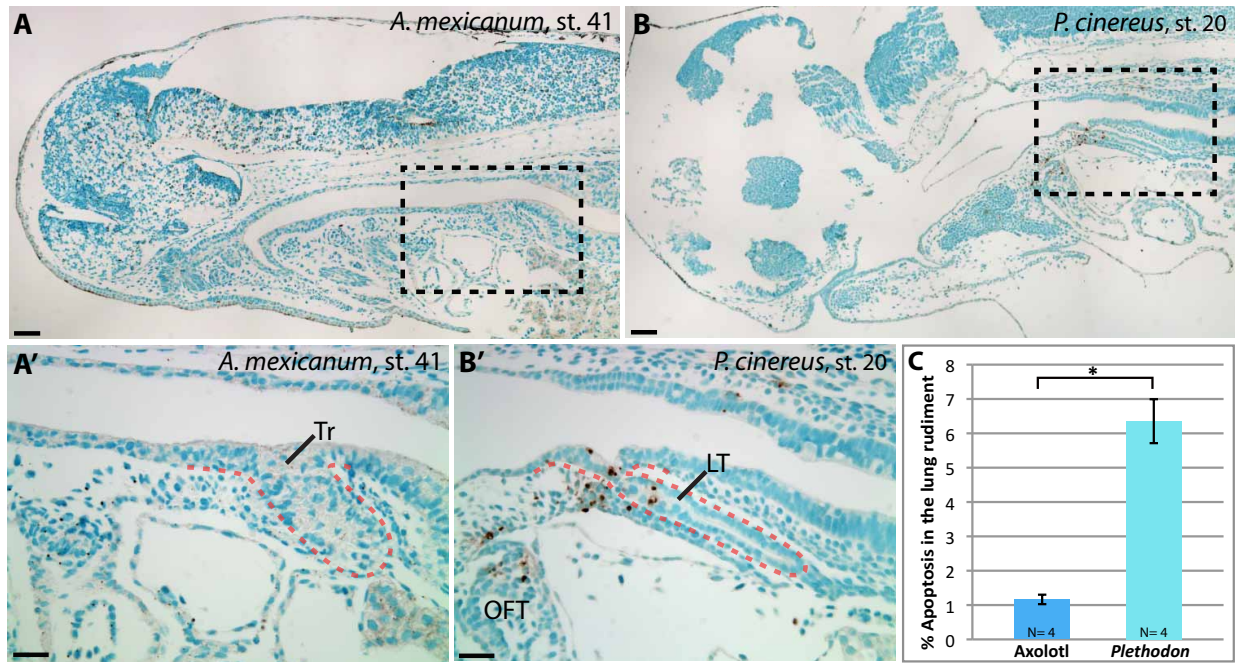 A
A. mexicanum, st. 41
B
P. cinereus, st. 20
A'
A. mexicanum, st. 41
Tr
B'
P. cinereus, st. 20
LT
OFT
C
% Apoptosis in the lung rudiment
8
7
6
5
4
3
2
1
0
*
N= 4
N= 4
Axolotl
Plethodon